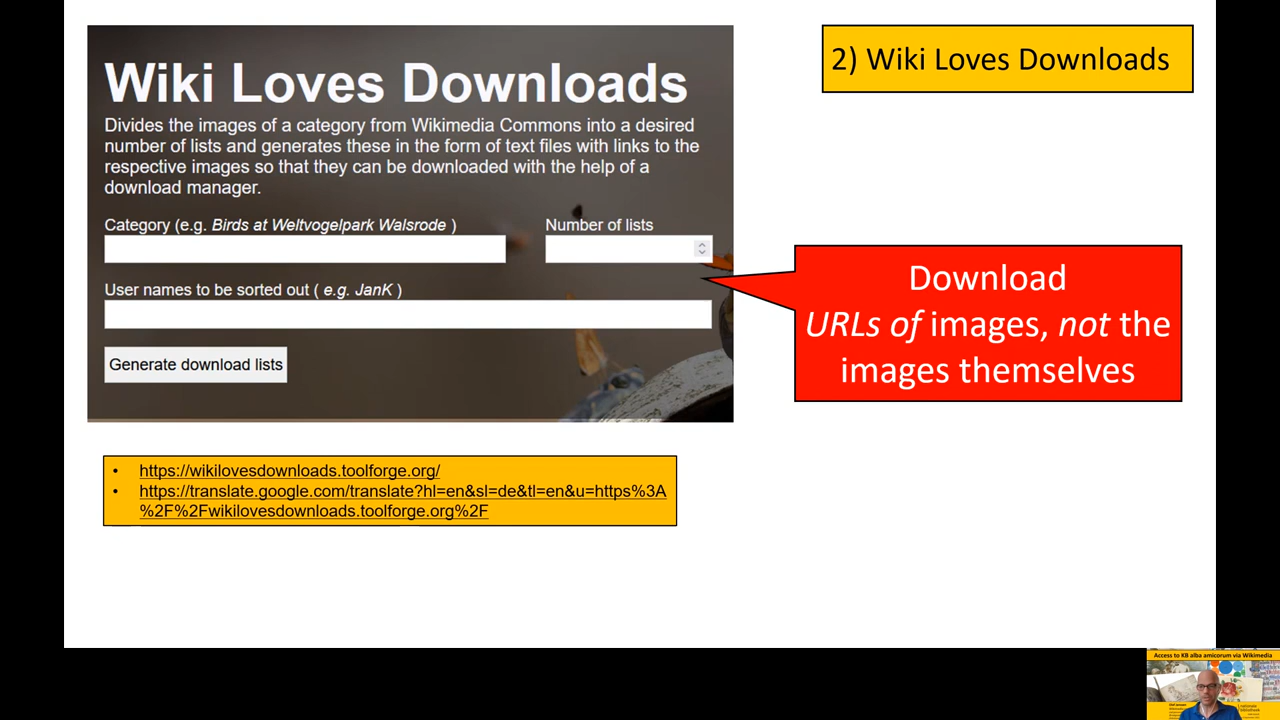 Wiki Loves Downloads
Divides the images of a category from Wikimedia Commons into a desired
number of lists and generates these in the form of text files with links to the
respective images so that they can be downloaded with the help of a
download manager.
Category (e.g. Birds at Weltvogelpark Walsrode )
Number of lists
User names to be sorted out ( e.g. JanK )
Generate download lists
2) Wiki Loves Downloads
Download
URLs of images, not the
images themselves
• https://wikilovesdownloads.toolforge.org/
• https://translate.google.com/translate?hl=en&sl=de&tl=en&u=https%3A
%2F%2Fwikilovesdownloads.toolforge.org%2F
Access to KB alba amicorum via Wikimedia